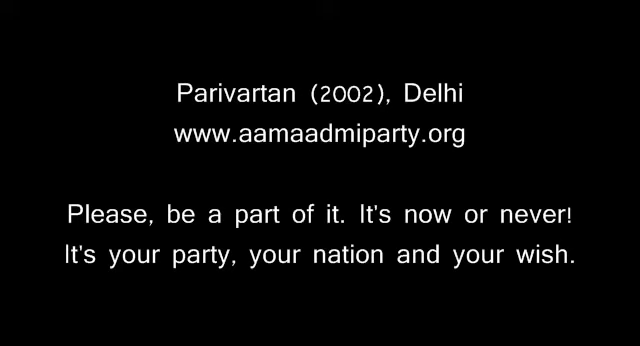 Parivartan (2002), Delhi
www.aamaadmiparty.org
Please, be a part of it. It's now or never!
It's your party, your nation and your wish.